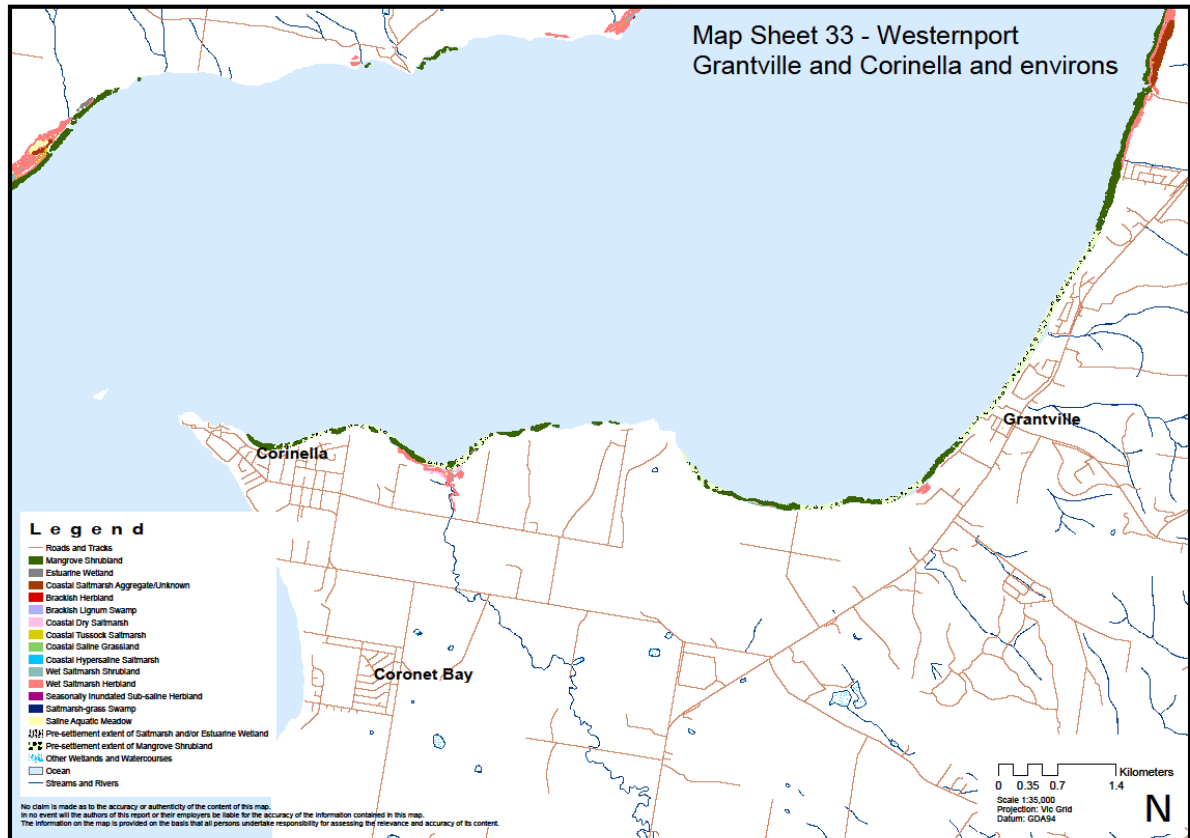 Map Sheet 33 - Westernport
Grantville and Corinella and environs
Grantville
Corinella
Coronet Bay
Legend
Roads and Tracks
Mangrove Shrubland
Estuarine Wetland
Coastal Saltmarsh Aggregate/Unknown
Brackish Herbland
Brackish Lignum Swamp
Coastal Dry Saltmarsh
Coastal Tussock Saltmarsh
Coastal Saline Grassland
Coastal Hypersaline Saltmarsh
Wet Saltmarsh Shrubland
Wet Saltmarsh Herbland
Seasonally Inundated Sub-saline Herbland
Saltmarsh-grass Swamp
Saline Aquatic Meadow
Pre-settlement extent of Saltmarsh and/or Estuarine Wetland
Pre-settlement extent of Mangrove Shrubland
Other Wetlands and Watercourses
Ocean
Streams and Rivers
No claim is made as to the accuracy or authenticity of the content of this map.
In no event will the authors of this report or their employers be liable for the accuracy of the information contained in this map.
The information on the map is provided on the basis that all persons undertake responsibility for assessing the relevance and accuracy of its content.
Kilometers
0 0.35 0.7 1.4
Scale 1:35,000
Projection: Vic Grid
Datum: GDA94
N